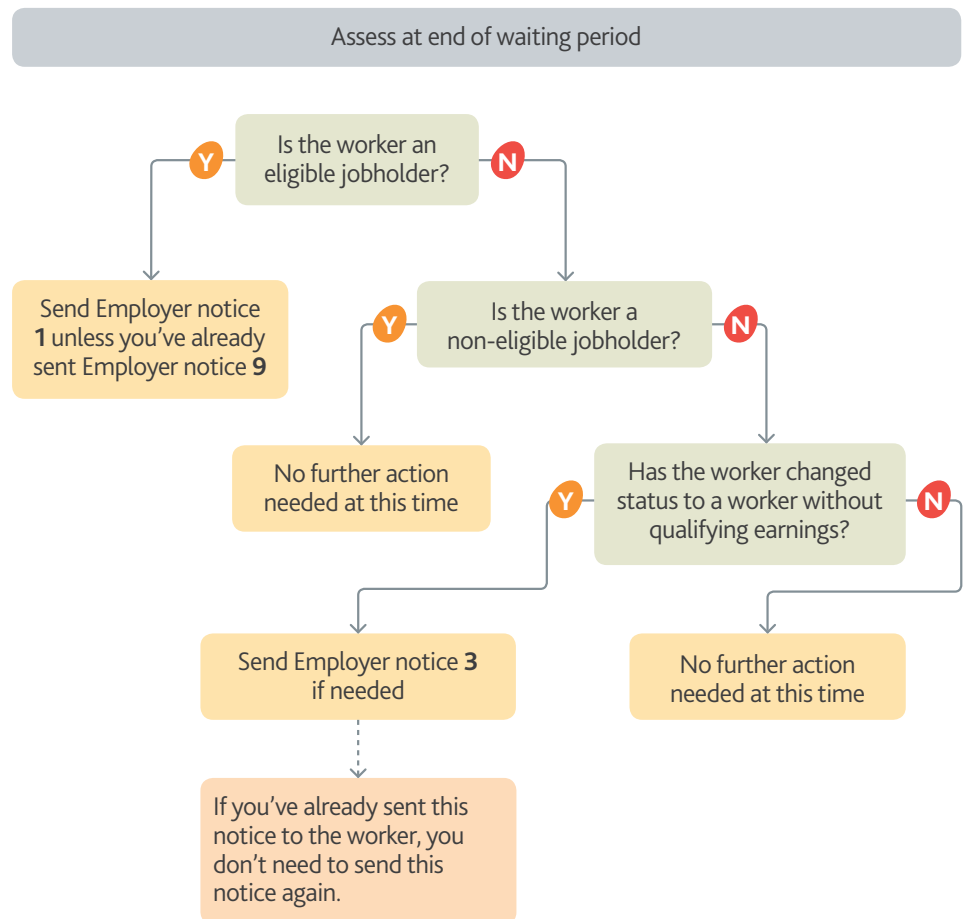 Assess at end of waiting period
Is the worker an
eligible jobholder?
Y
N
Send Employer notice
1 unless you've already
sent Employer notice 9
Is the worker a
non-eligible jobholder?
Y
N
No further action
needed at this time
Has the worker changed
status to a worker without
qualifying earnings?
Y
N
Send Employer notice 3
if needed
No further action
needed at this time
If you've already sent this
notice to the worker, you
don't need to send this
notice again.